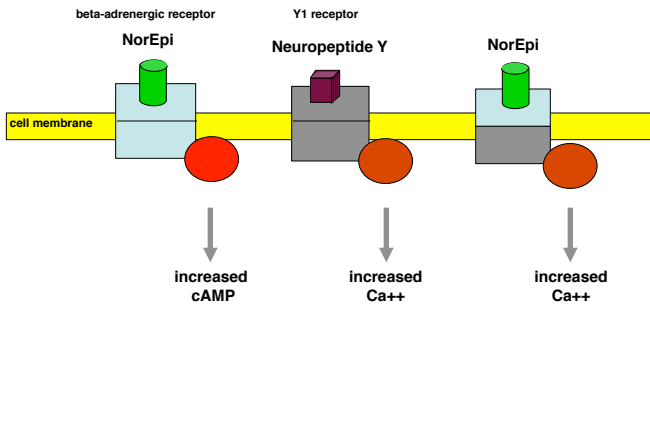 beta-adrenergic receptor
Y1 receptor
NorEpi
Neuropeptide Y
NorEpi
cell membrane
increased
cAMP
increased
Ca++
increased
Ca++